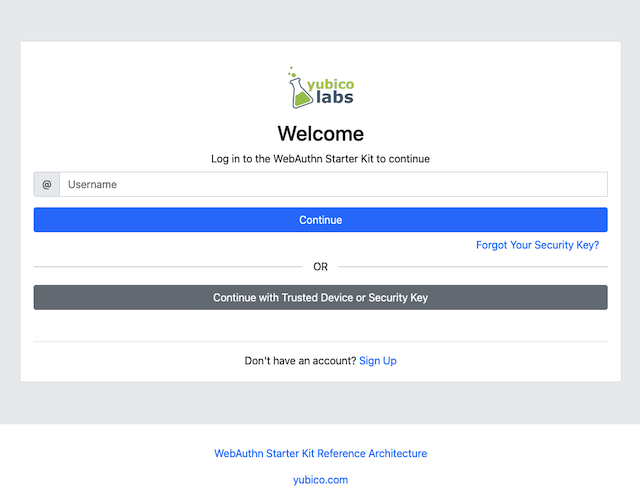 yubico
labs
Welcome
Log in to the WebAuthn Starter Kit to continue
@ Username
Continue
Forgot Your Security Key?
OR
Continue with Trusted Device or Security Key
Don't have an account? Sign Up
WebAuthn Starter Kit Reference Architecture
yubico.com